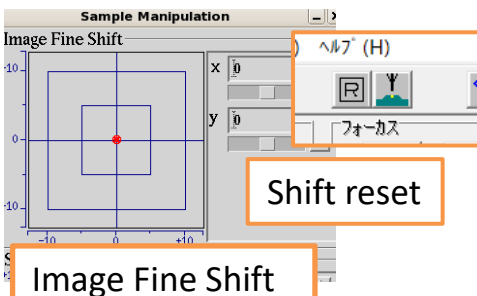 Sample Manipulation
Image Fine Shift
) ヘルプ (H)
-10
x 0
R
y 0
フォーカス
0
-10
Shift reset
-10 0 +10
Image Fine Shift